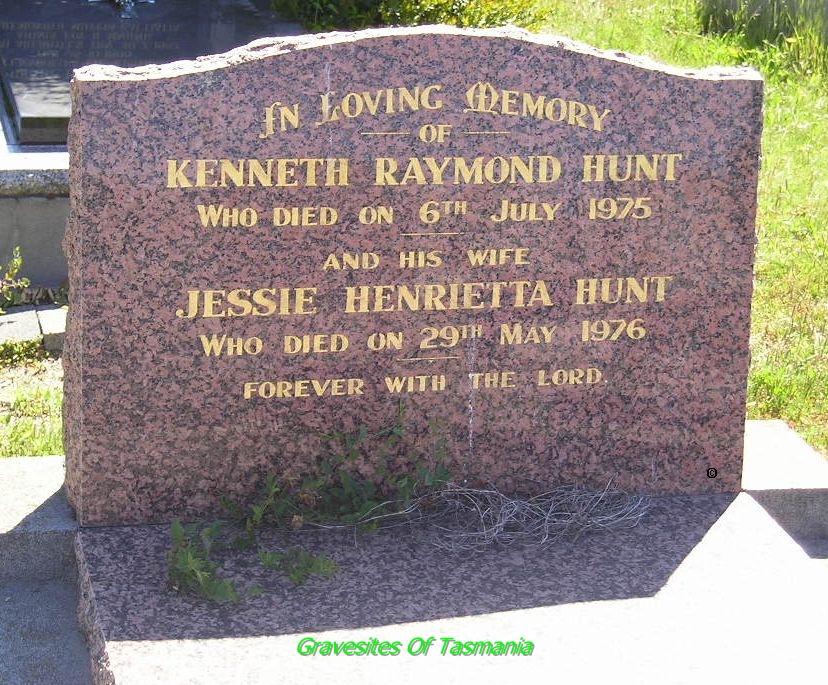 In Loving Memory
OF
KENNETH RAYMOND HUNT
WHO DIED ON 6TH JULY 1975
AND HIS WIFE
JESSIE HENRIETTA HUNT
WHO DIED ON 29TH MAY 1976
FOREVER WITH THE LORD.
Gravesites Of Tasmania